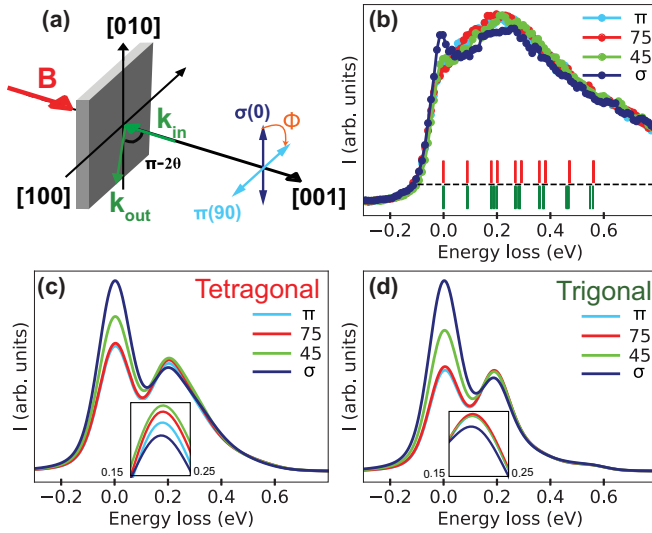 (a)
[010]
B
k_in
σ(0)
Φ
π-2θ
[100]
k_out
π(90)
[001]
(b)
π
75
45
σ
I (arb. units)
−0.2 0.0 0.2 0.4 0.6
Energy loss (eV)
(c)
Tetragonal
π
75
45
σ
I (arb. units)
0.15 0.25
−0.2 0.0 0.2 0.4 0.6
Energy loss (eV)
(d)
Trigonal
π
75
45
σ
I (arb. units)
0.15 0.25
−0.2 0.0 0.2 0.4 0.6
Energy loss (eV)